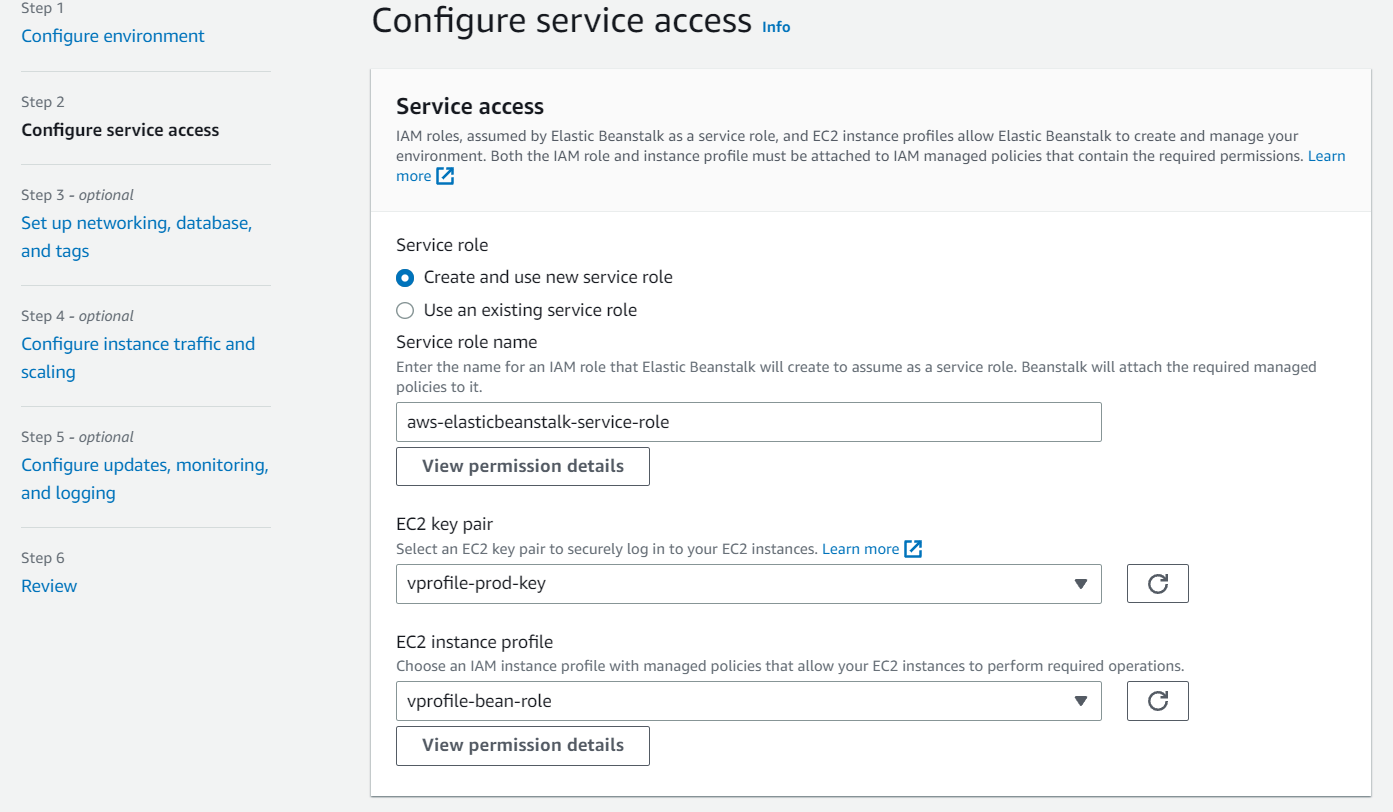 Step 1
Configure environment
Step 2
Configure service access
Step 3 - optional
Set up networking, database,
and tags
Step 4 - optional
Configure instance traffic and
scaling
Step 5 - optional
Configure updates, monitoring,
and logging
Step 6
Review
Configure service access Info
Service access
IAM roles, assumed by Elastic Beanstalk as a service role, and EC2 instance profiles allow Elastic Beanstalk to create and manage your
environment. Both the IAM role and instance profile must be attached to IAM managed policies that contain the required permissions. Learn
more
Service role
Create and use new service role
Use an existing service role
Service role name
Enter the name for an IAM role that Elastic Beanstalk will create to assume as a service role. Beanstalk will attach the required managed
policies to it.
aws-elasticbeanstalk-service-role
View permission details
EC2 key pair
Select an EC2 key pair to securely log in to your EC2 instances. Learn more
vprofile-prod-key
EC2 instance profile
Choose an IAM instance profile with managed policies that allow your EC2 instances to perform required operations.
vprofile-bean-role
View permission details